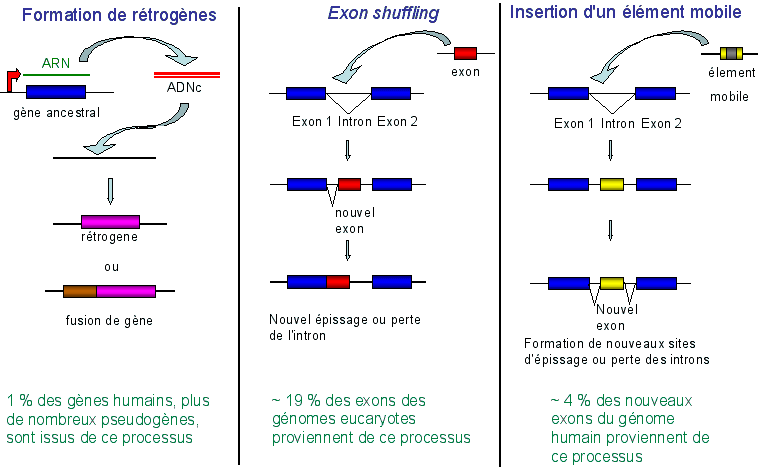 Formation de rétrogènes
ARN
ADNc
gène ancestral
rétrogene
ou
fusion de gène
1 % des gènes humains, plus
de nombreux pseudogènes,
sont issus de ce processus
Exon shuffling
exon
Exon 1 Intron Exon 2
nouvel
exon
Nouvel épissage ou perte
de l'intron
~ 19 % des exons des
génomes eucaryotes
proviennent de ce processus
Insertion d'un élément mobile
élement
mobile
Exon 1 Intron Exon 2
Nouvel
exon
Formation de nouveaux sites
d'épissage ou perte des introns
~ 4 % des nouveaux
exons du génome
humain proviennent de
ce processus